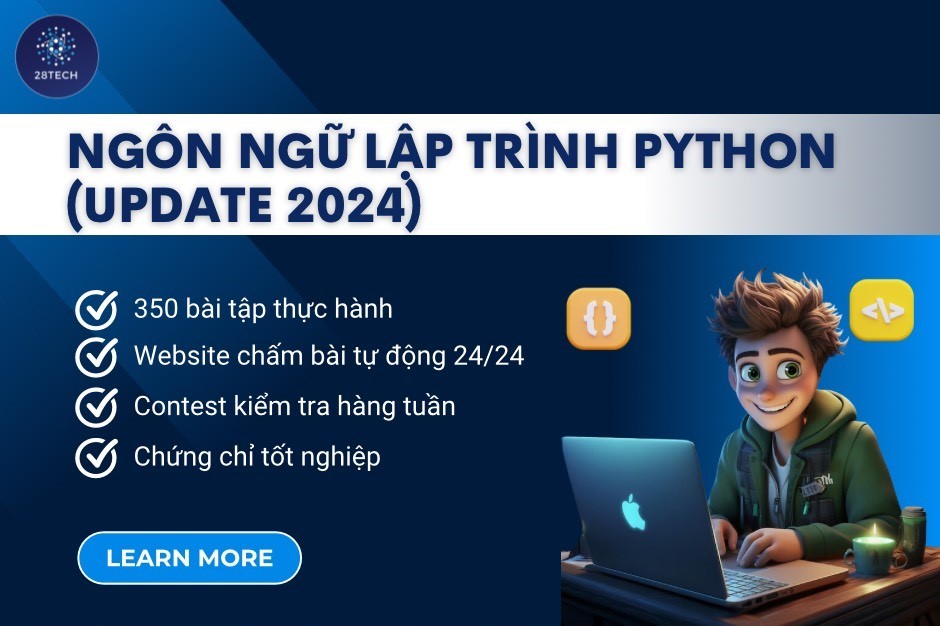 28TECH
NGÔN NGỮ LẬP TRÌNH PYTHON
(UPDATE 2024)
350 bài tập thực hành
Website chấm bài tự động 24/24
Contest kiểm tra hàng tuần
Chứng chỉ tốt nghiệp
LEARN MORE
{}
<\>